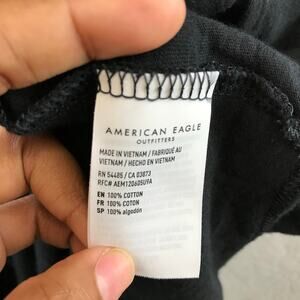 AMERICAN EAGLE
OUTFITTERS
MADE IN VIETNAM / FABRIQUÉ AU
VIETNAM / HECHO EN VIETNAM
RN 54485 / CA 03873
RFC# AEM120605U9A
EN 100% COTTON
FR 100% COTON
SP 100% algodón